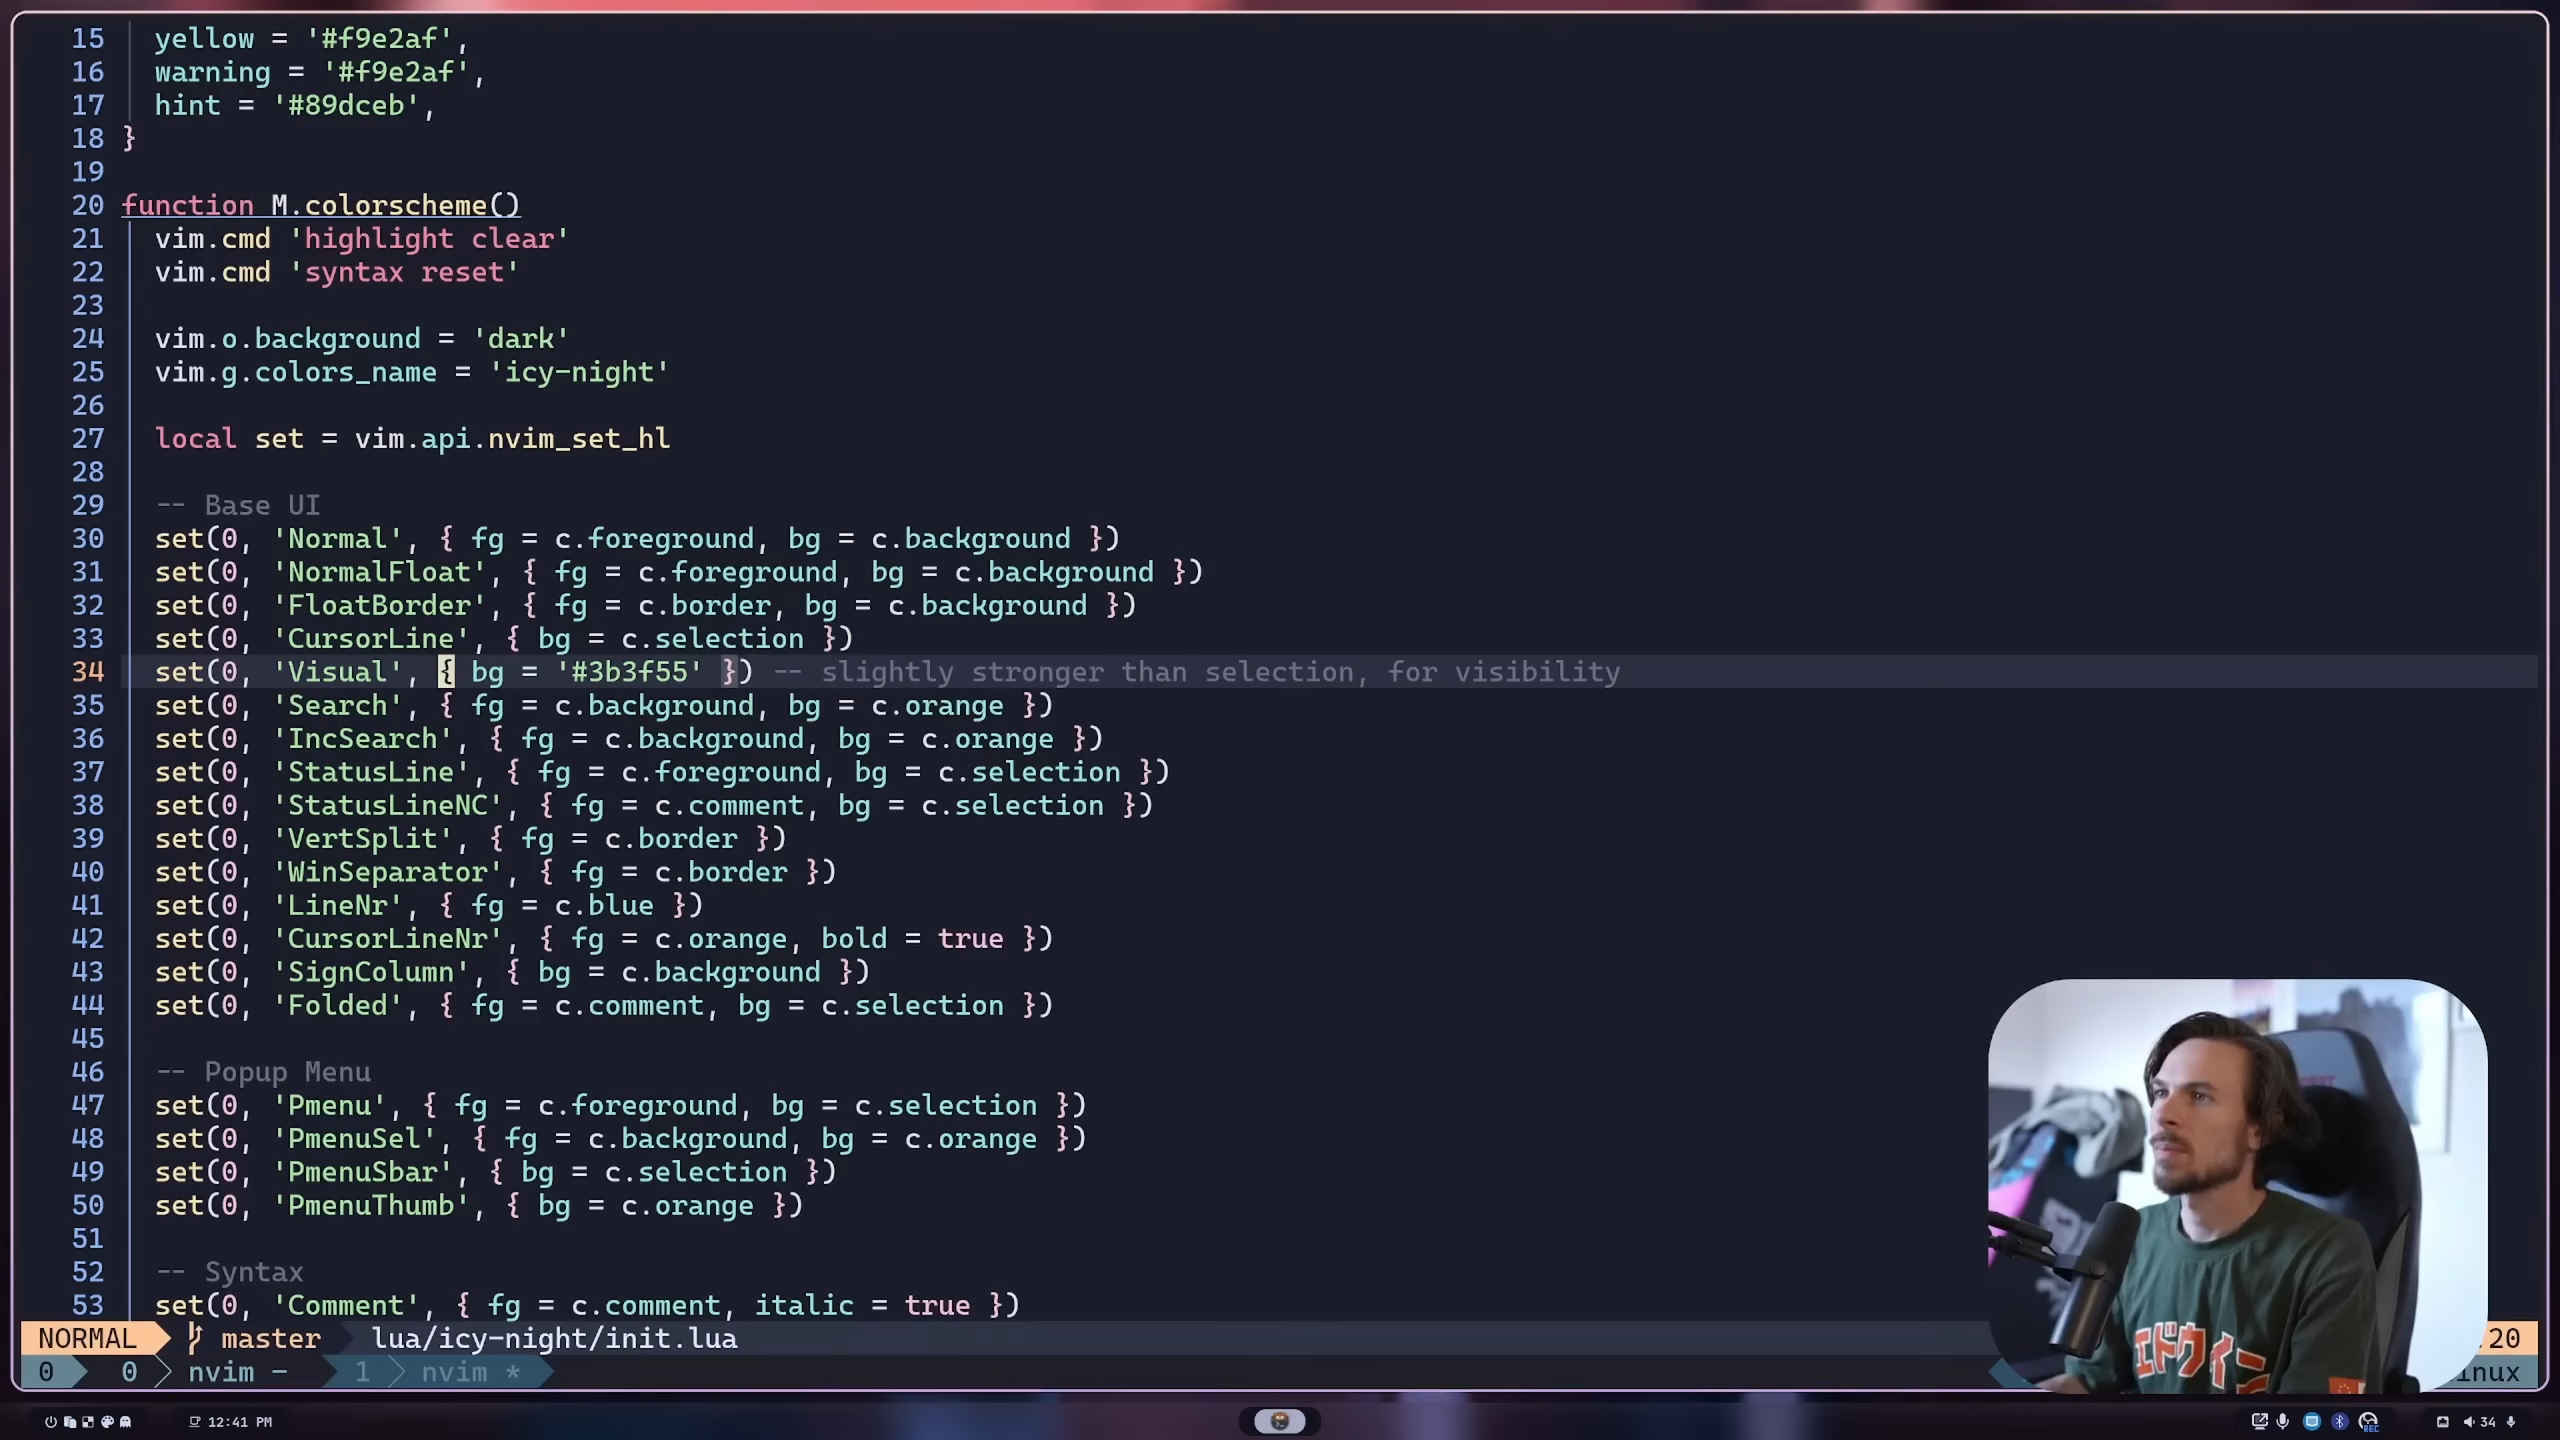 15 yellow = '#f9e2af',
16 warning = '#f9e2af',
17 hint = '#89dceb',
18 }
19
20 function M.colorscheme()
21 vim.cmd 'highlight clear'
22 vim.cmd 'syntax reset'
23
24 vim.o.background = 'dark'
25 vim.g.colors_name = 'icy-night'
26
27 local set = vim.api.nvim_set_hl
28
29 -- Base UI
30 set(0, 'Normal', { fg = c.foreground, bg = c.background })
31 set(0, 'NormalFloat', { fg = c.foreground, bg = c.background })
32 set(0, 'FloatBorder', { fg = c.border, bg = c.background })
33 set(0, 'CursorLine', { bg = c.selection })
34 set(0, 'Visual', { bg = '#3b3f55' }) -- slightly stronger than selection, for visibility
35 set(0, 'Search', { fg = c.background, bg = c.orange })
36 set(0, 'IncSearch', { fg = c.background, bg = c.orange })
37 set(0, 'StatusLine', { fg = c.foreground, bg = c.selection })
38 set(0, 'StatusLineNC', { fg = c.comment, bg = c.selection })
39 set(0, 'VertSplit', { fg = c.border })
40 set(0, 'WinSeparator', { fg = c.border })
41 set(0, 'LineNr', { fg = c.blue })
42 set(0, 'CursorLineNr', { fg = c.orange, bold = true })
43 set(0, 'SignColumn', { bg = c.background })
44 set(0, 'Folded', { fg = c.comment, bg = c.selection })
45
46 -- Popup Menu
47 set(0, 'Pmenu', { fg = c.foreground, bg = c.selection })
48 set(0, 'PmenuSel', { fg = c.background, bg = c.orange })
49 set(0, 'PmenuSbar', { bg = c.selection })
50 set(0, 'PmenuThumb', { bg = c.orange })
51
52 -- Syntax
53 set(0, 'Comment', { fg = c.comment, italic = true })
NORMAL master lua/icy-night/init.lua :20
0 0 nvim - 1 nvim * inux
エドウイン
12:41 PM REC 34